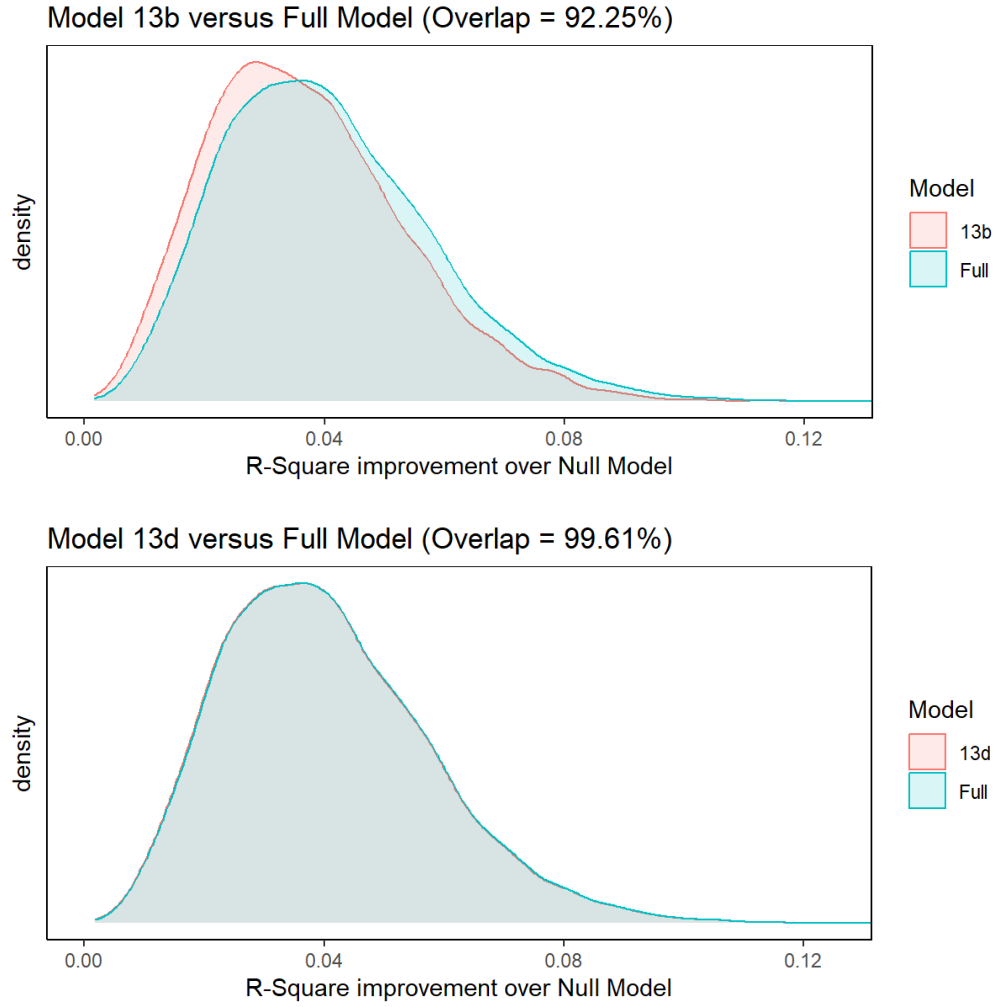 Model 13b versus Full Model (Overlap = 92.25%)
density
Model
13b
Full
0.00 0.04 0.08 0.12
R-Square improvement over Null Model
Model 13d versus Full Model (Overlap = 99.61%)
density
Model
13d
Full
0.00 0.04 0.08 0.12
R-Square improvement over Null Model